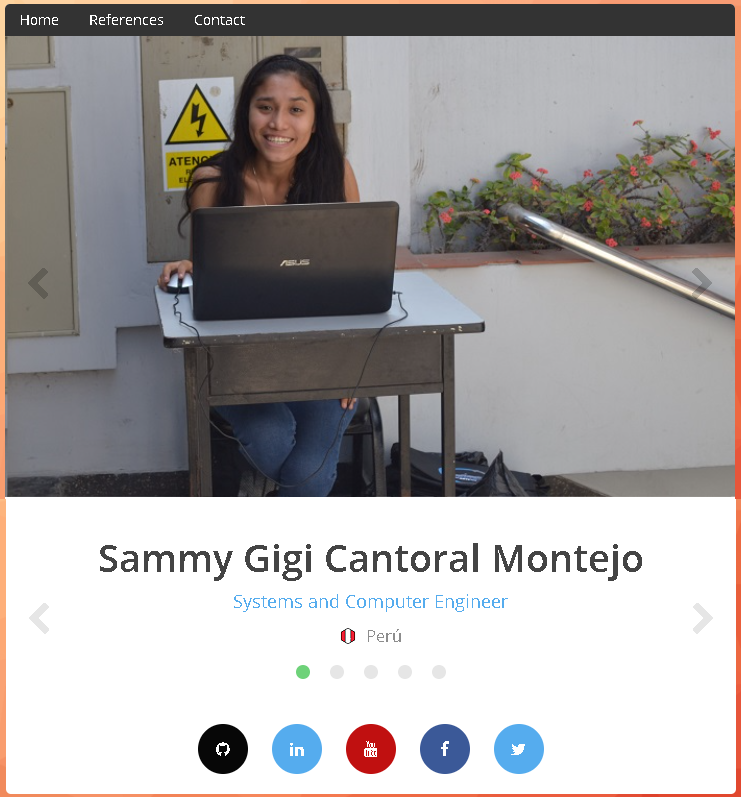 Home References Contact
ATENC
ASUS
Sammy Gigi Cantoral Montejo
Systems and Computer Engineer
Perú
in You Tube f